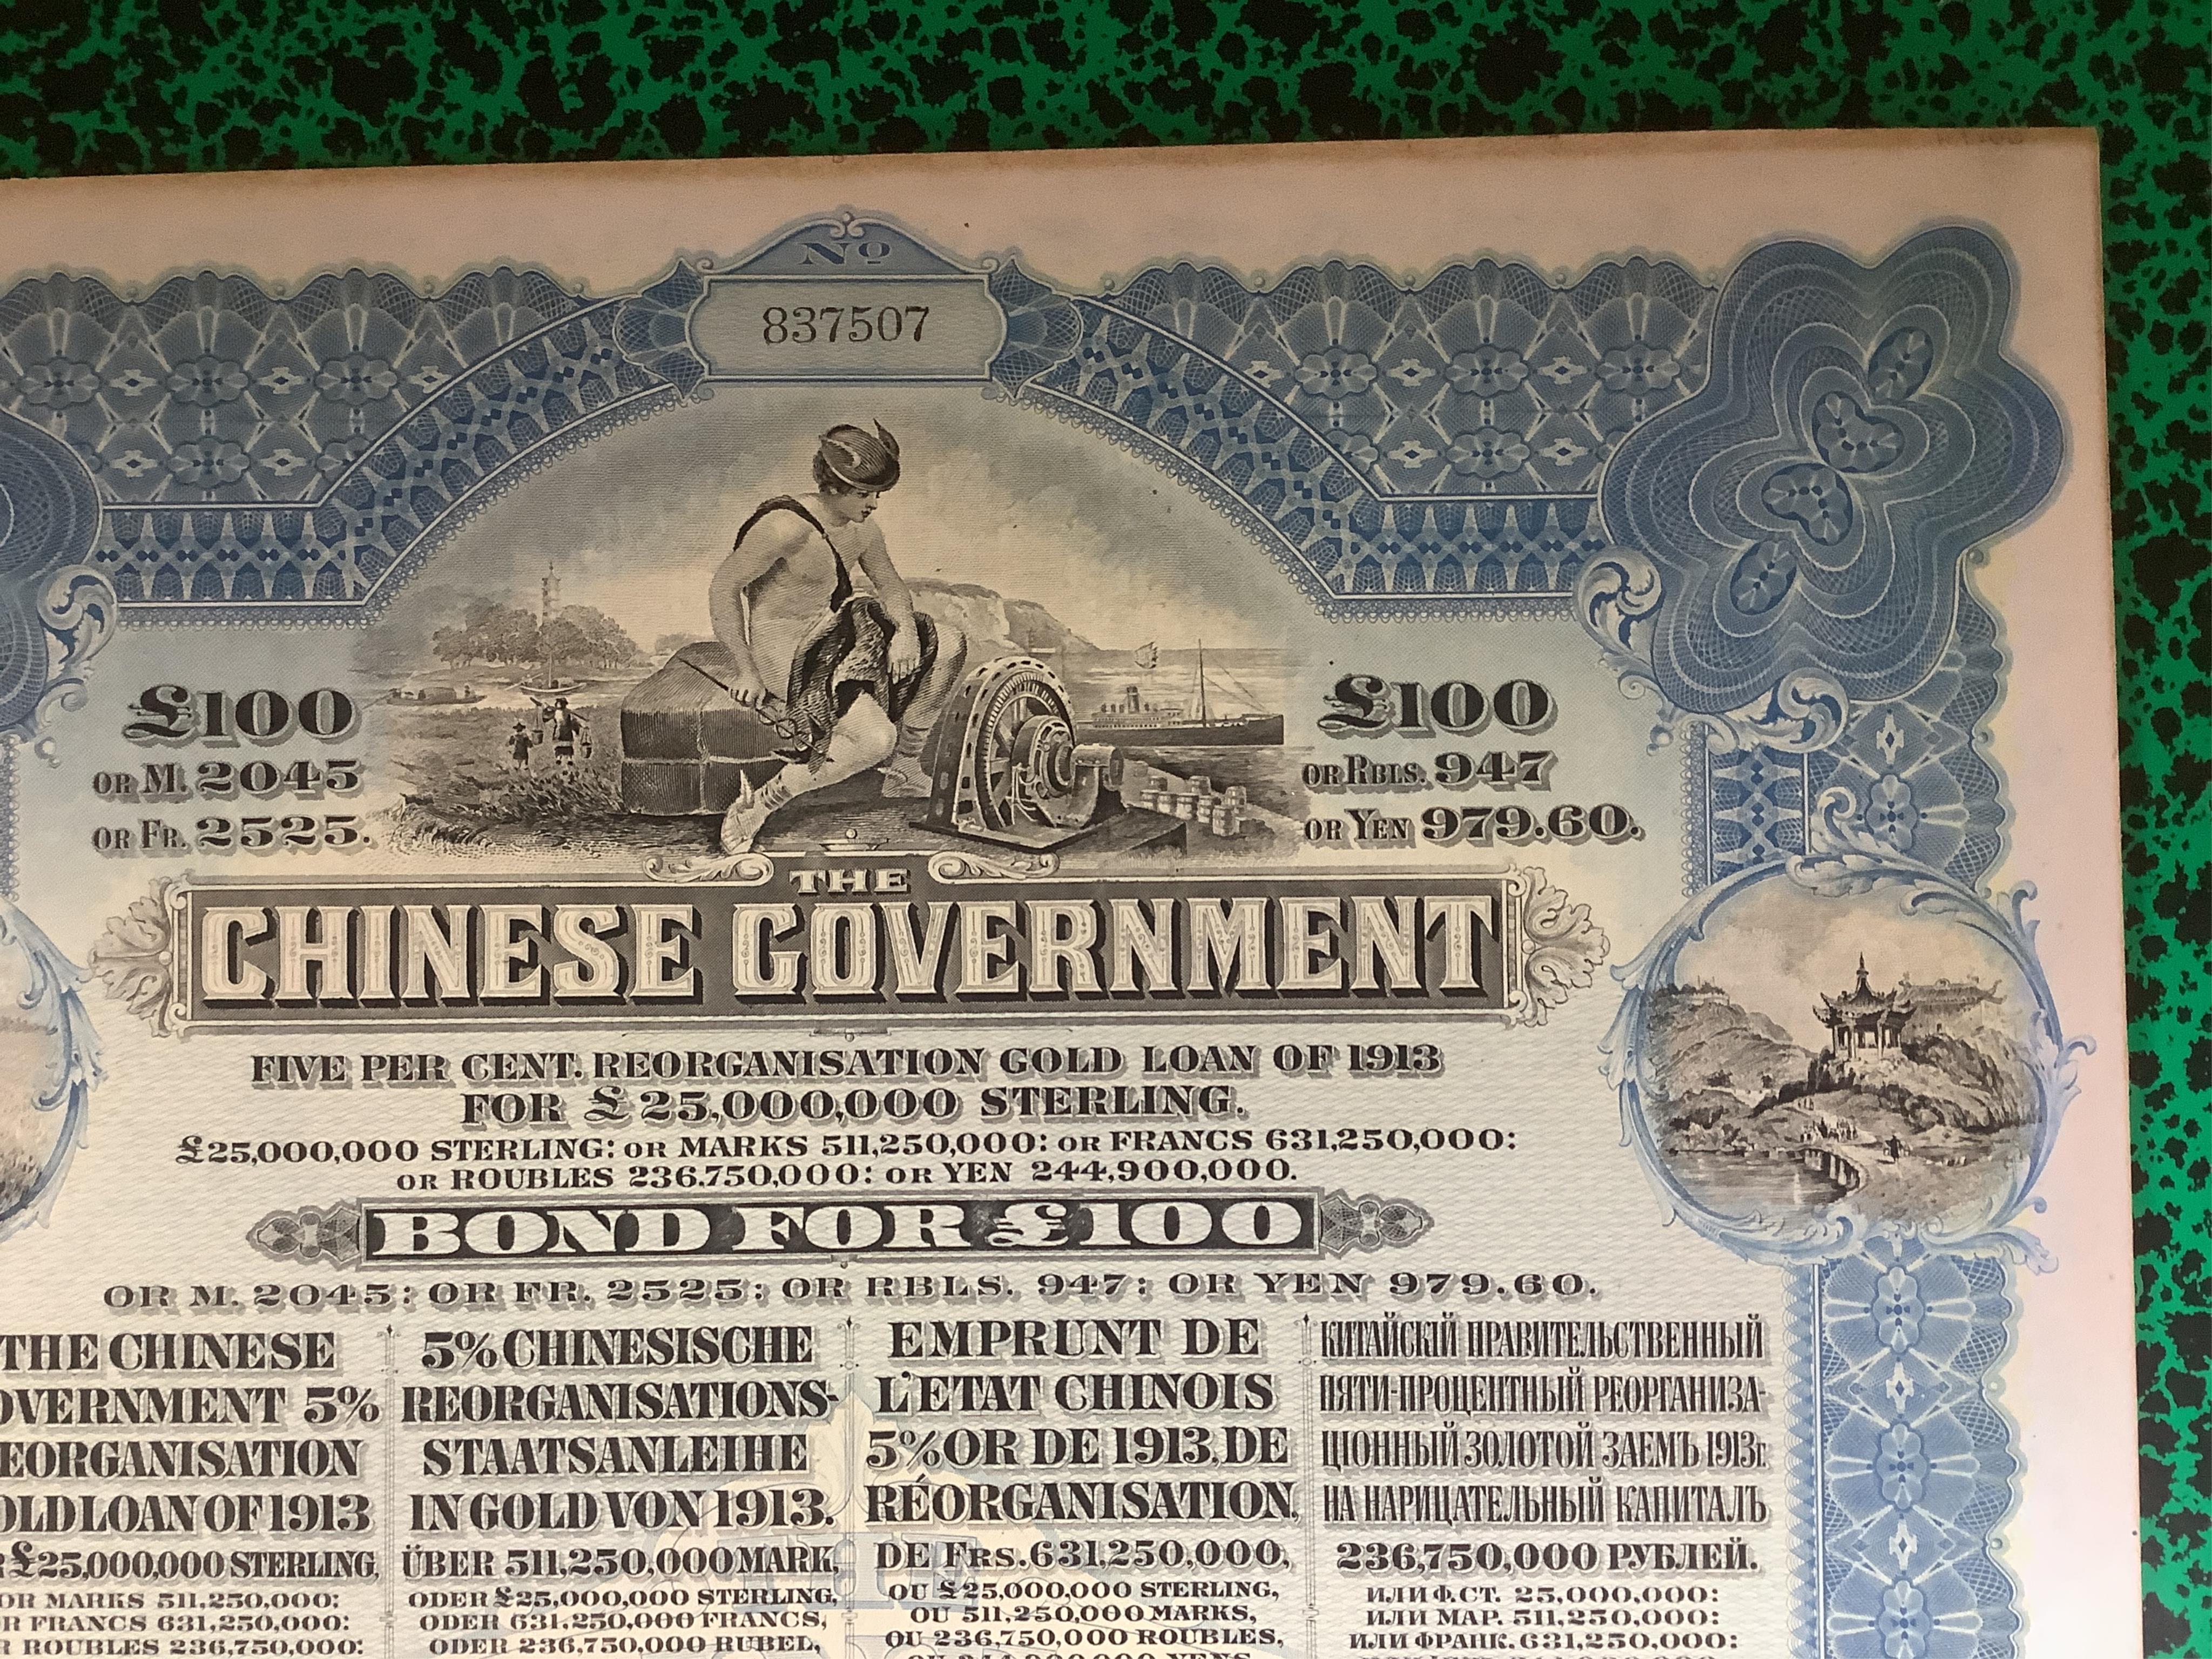 No
837507
£100
OR M. 2045
OR FR. 2525.
£100
OR RBLS. 947
OR YEN 979.60.
THE
CHINESE GOVERNMENT
FIVE PER CENT. REORGANISATION GOLD LOAN OF 1913
FOR £25,000,000 STERLING.
£25,000,000 STERLING: OR MARKS 511,250,000: OR FRANCS 631,250,000:
OR ROUBLES 236,750,000: OR YEN 244,900,000.
BOND FOR £100
OR M. 2045; OR FR. 2525; OR RBLS. 947; OR YEN 979.60.
THE CHINESE
OVERNMENT 5%
EORGANISATION
OLD LOAN OF 1913
R £25,000,000 STERLING,
OR MARKS 511,250,000:
R FRANCS 631,250,000:
R ROUBLES 236,750,000:
5% CHINESISCHE
REORGANISATIONS-
STAATSANLEIHE
IN GOLD VON 1913.
ÜBER 511,250,000 MARK,
ODER £25,000,000 STERLING,
ODER 631,250,000 FRANCS,
ODER 236,750,000 RUBEL,
EMPRUNT DE
L'ETAT CHINOIS
5% OR DE 1913, DE
RÉORGANISATION,
DE FRS. 631,250,000,
OU £25,000,000 STERLING,
OU 511,250,000 MARKS,
OU 236,750,000 ROUBLES,
OU 244,900,000 YENS
КИТАЙСКІЙ ПРАВИТЕЛЬСТВЕННЫЙ
ПЯТИ-ПРОЦЕНТНЫЙ РЕОРГАНИЗА-
ЦІОННЫЙ ЗОЛОТОЙ ЗАЕМЪ 1913г.
НА НАРИЦАТЕЛЬНЫЙ КАПИТАЛЪ
236,750,000 РУБЛЕЙ.
ИЛИ Ф.СТ. 25,000,000:
ИЛИ МАР. 511,250,000:
ИЛИ ФРАНК. 631,250,000: